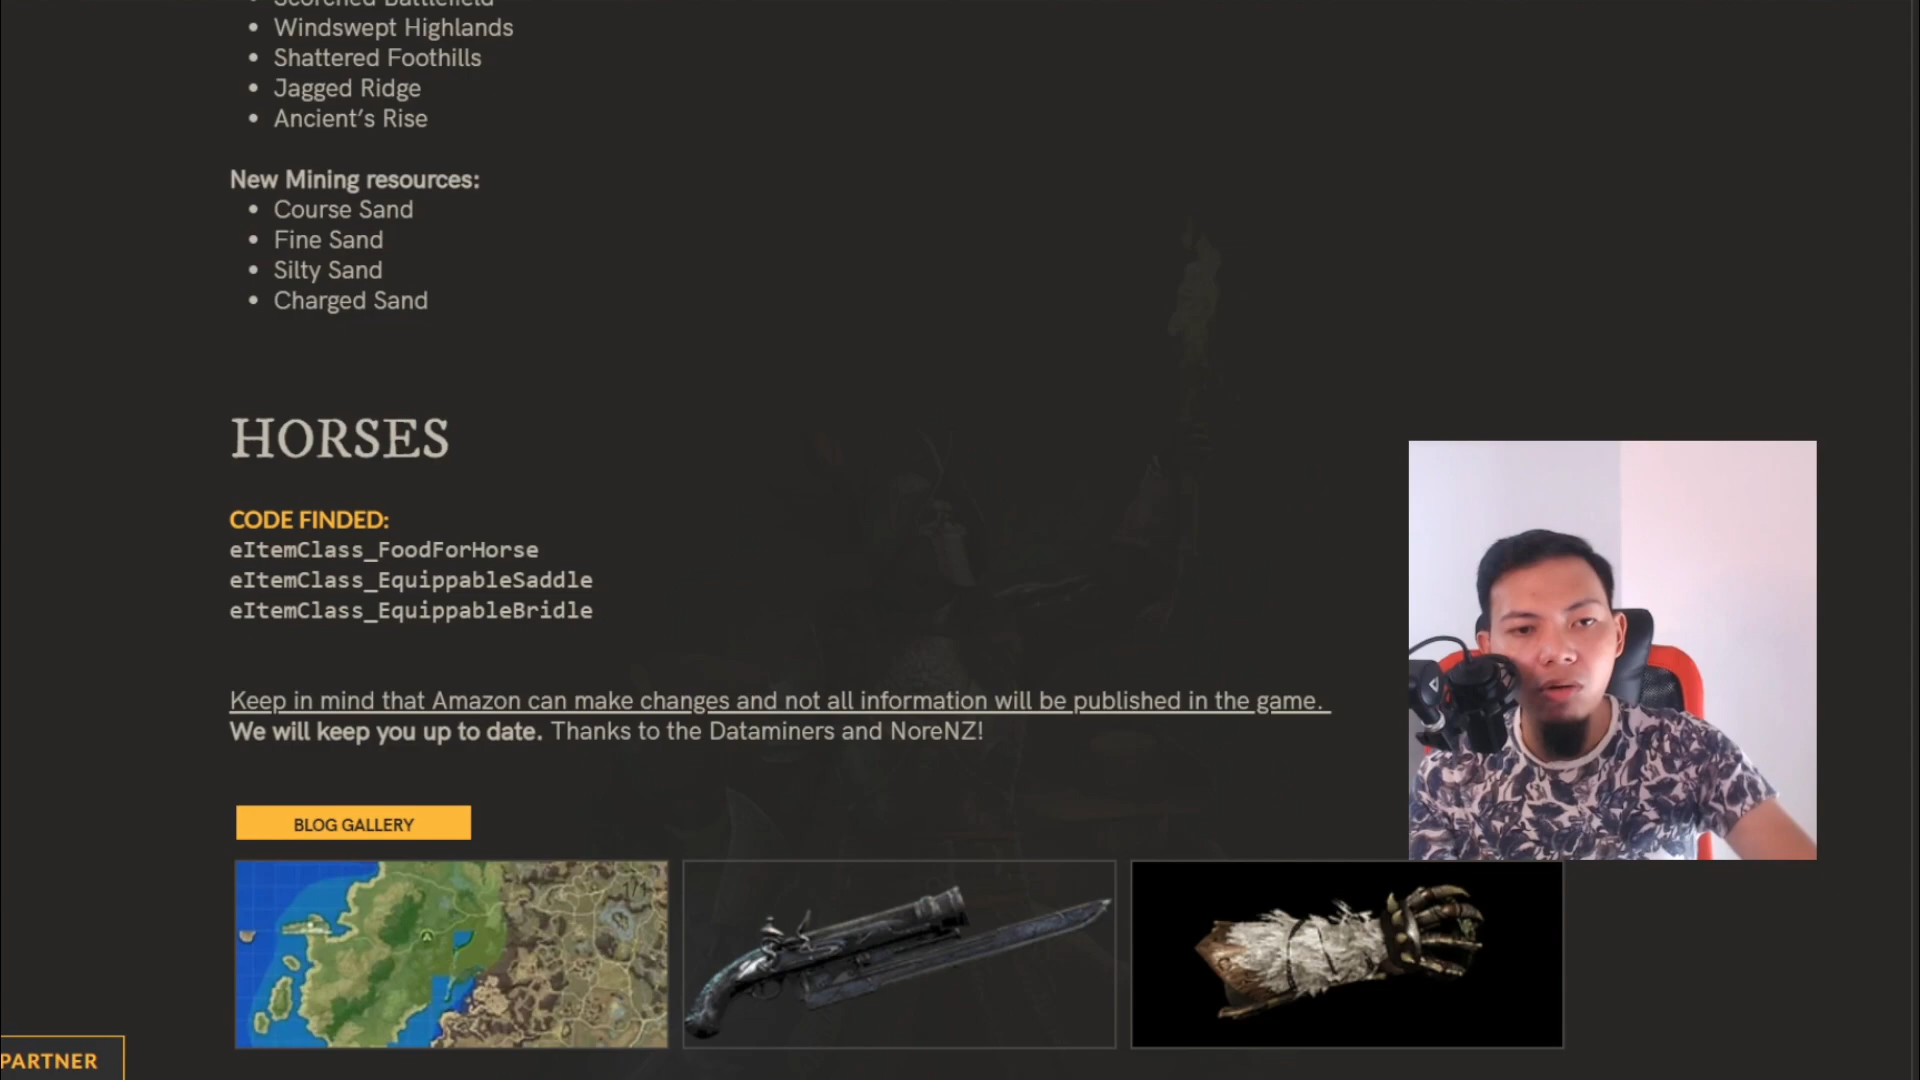 Scorched Battlefield
Windswept Highlands
Shattered Foothills
Jagged Ridge
Ancient’s Rise
New Mining resources:
Course Sand
Fine Sand
Silty Sand
Charged Sand
HORSES
CODE FINDED:
eItemClass_FoodForHorse
eItemClass_EquippableSaddle
eItemClass_EquippableBridle
Keep in mind that Amazon can make changes and not all information will be published in the game.
We will keep you up to date. Thanks to the Dataminers and NoreNZ!
BLOG GALLERY
PARTNER